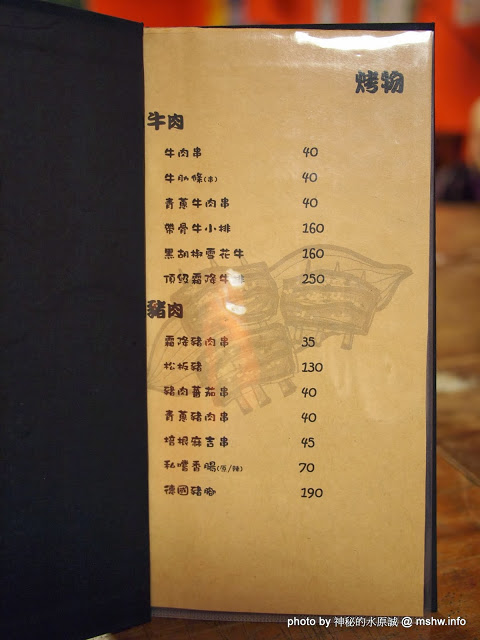 烤物
牛肉
牛肉串 40
牛肋條(串) 40
青蔥牛肉串 40
帶骨牛小排 160
黑胡椒雪花牛 160
頂級霜降牛排 250
豬肉
霜降豬肉串 35
松板豬 130
豬肉蕃茄串 40
青蔥豬肉串 40
培根麻吉串 45
私嚐香腸(原/辣) 70
德國豬腳 190
photo by 神秘的水原誠 @ mshw.info